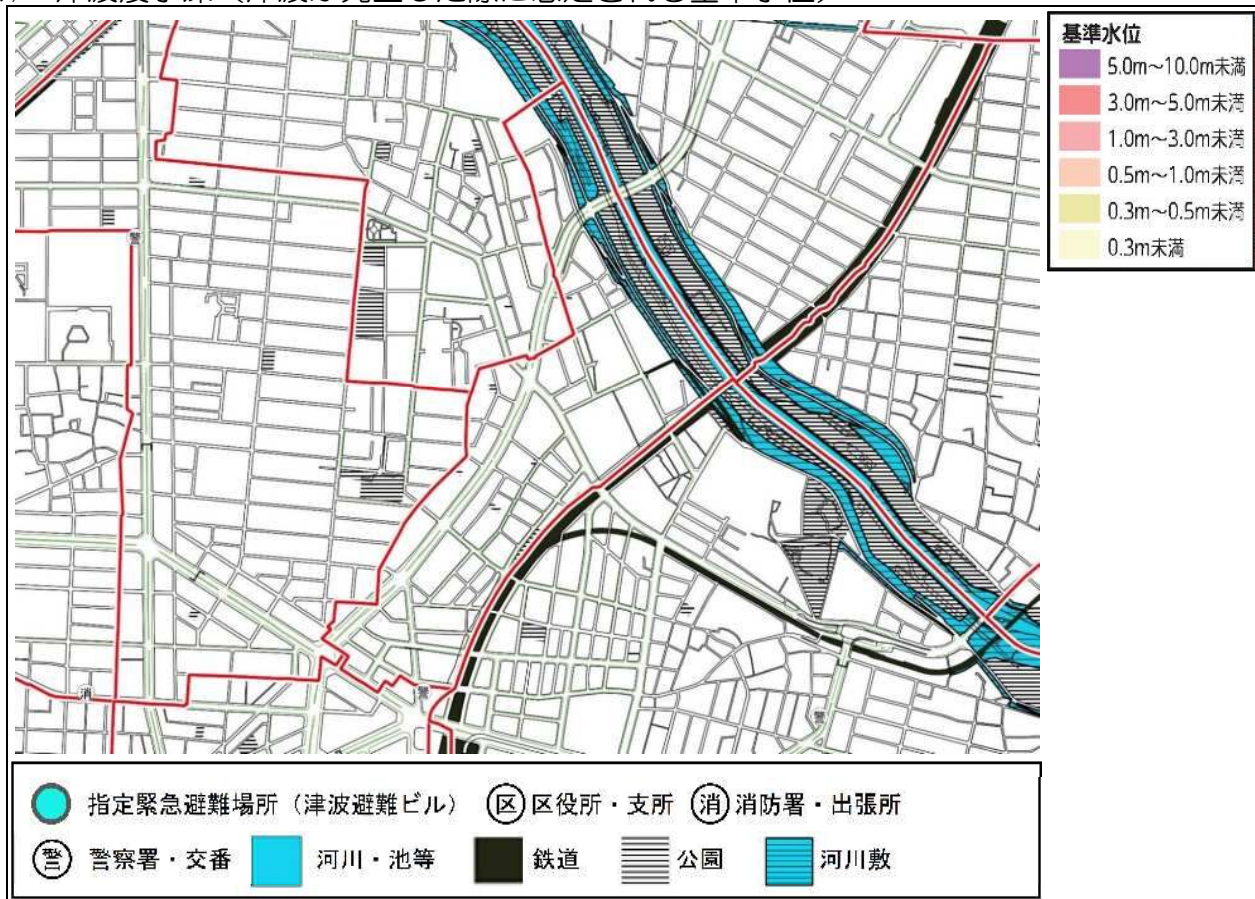 基準水位
5.0m～10.0m未満
3.0m～5.0m未満
1.0m～3.0m未満
0.5m～1.0m未満
0.3m～0.5m未満
0.3m未満
警
消
警
警
指定緊急避難場所（津波避難ビル） 区 区役所・支所 消 消防署・出張所
警 警察署・交番 河川・池等 鉄道 公園 河川敷